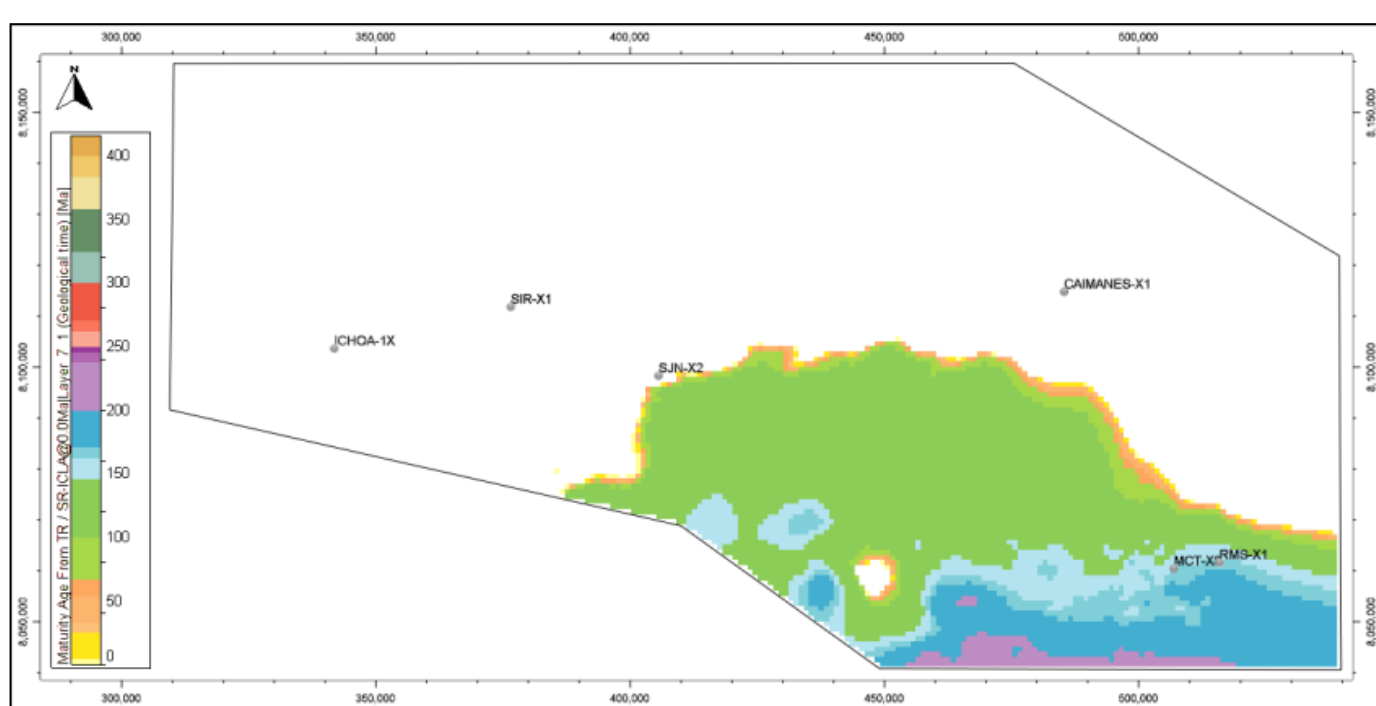 300,000 350,000 400,000 450,000 500,000
N
8,150,000 8,150,000
8,100,000 8,100,000
8,050,000 8,050,000
Maturity Age From TR / SR-ICLA@0.0Ma|Layer 7_1 (Geological time) [Ma]
400
350
300
250
200
150
100
50
0
CAIMANES-X1
SIR-X1
ICHOA-1X
SJN-X2
RMS-X1
300,000 350,000 400,000 450,000 500,000